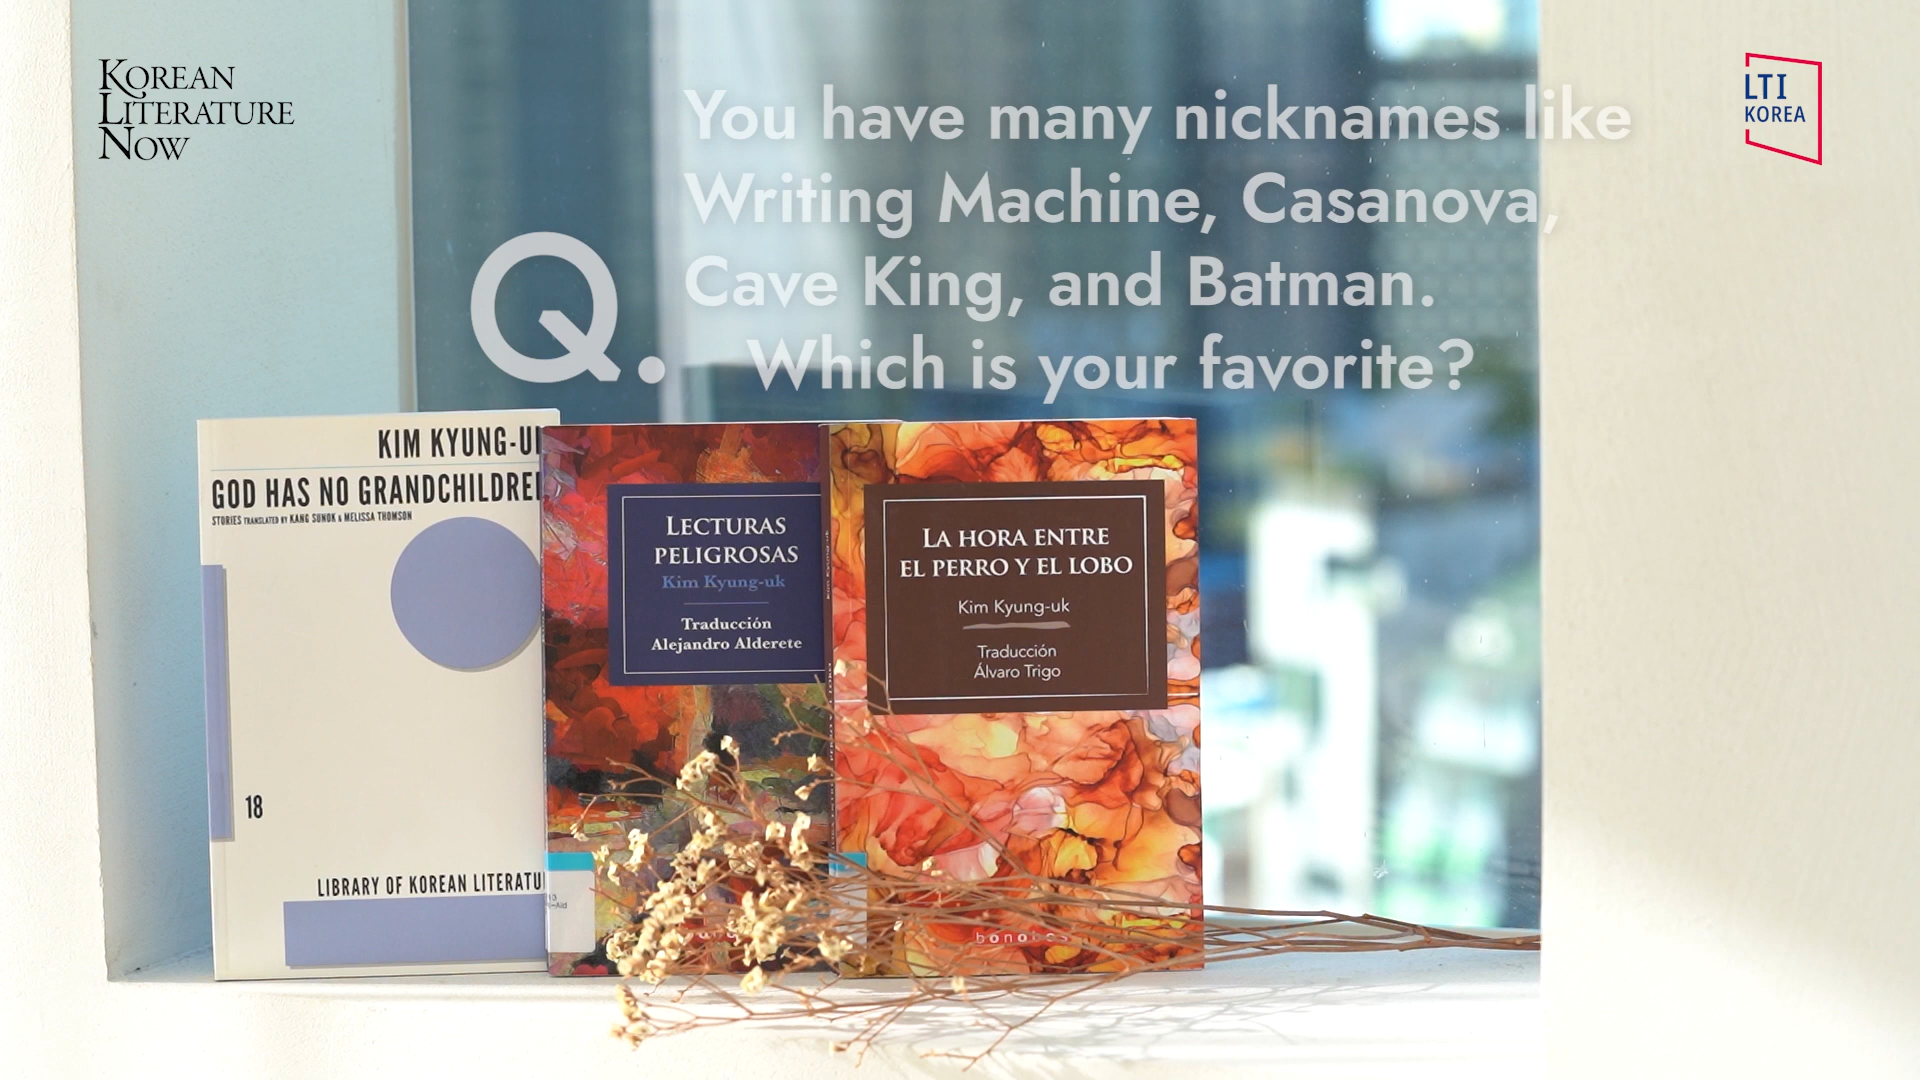 KOREAN
LITERATURE
NOW
LTI
KOREA
You have many nicknames like
Writing Machine, Casanova,
Cave King, and Batman.
Q. Which is your favorite?
KIM KYUNG-U
GOD HAS NO GRANDCHILDRE
STORIES TRANSLATED BY KANG SUNOK & MELISSA THOMSON
18
LIBRARY OF KOREAN LITERATU
LECTURAS
PELIGROSAS
Kim Kyung-uk
Traducción
Alejandro Alderete
LA HORA ENTRE
EL PERRO Y EL LOBO
Kim Kyung-uk
Traducción
Álvaro Trigo